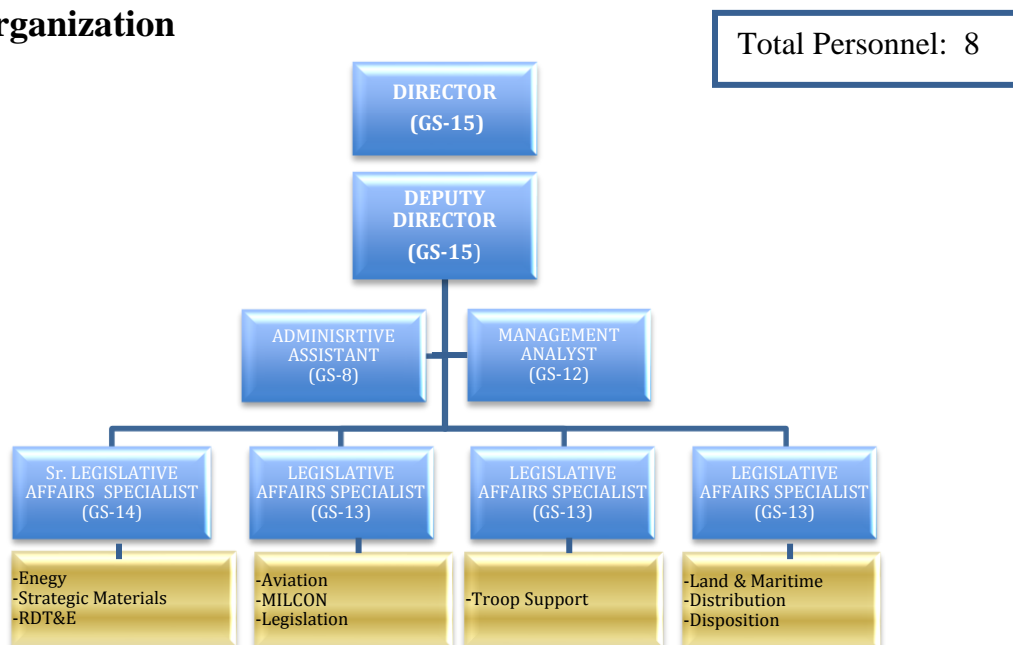 rganization
Total Personnel: 8
DIRECTOR
(GS-15)
DEPUTY
DIRECTOR
(GS-15)
ADMINISRTIVE
ASSISTANT
(GS-8)
MANAGEMENT
ANALYST
(GS-12)
Sr. LEGISLATIVE
AFFAIRS SPECIALIST
(GS-14)
LEGISLATIVE
AFFAIRS SPECIALIST
(GS-13)
LEGISLATIVE
AFFAIRS SPECIALIST
(GS-13)
LEGISLATIVE
AFFAIRS SPECIALIST
(GS-13)
-Enegy
-Strategic Materials
-RDT&E
-Aviation
-MILCON
-Legislation
-Troop Support
-Land & Maritime
-Distribution
-Disposition